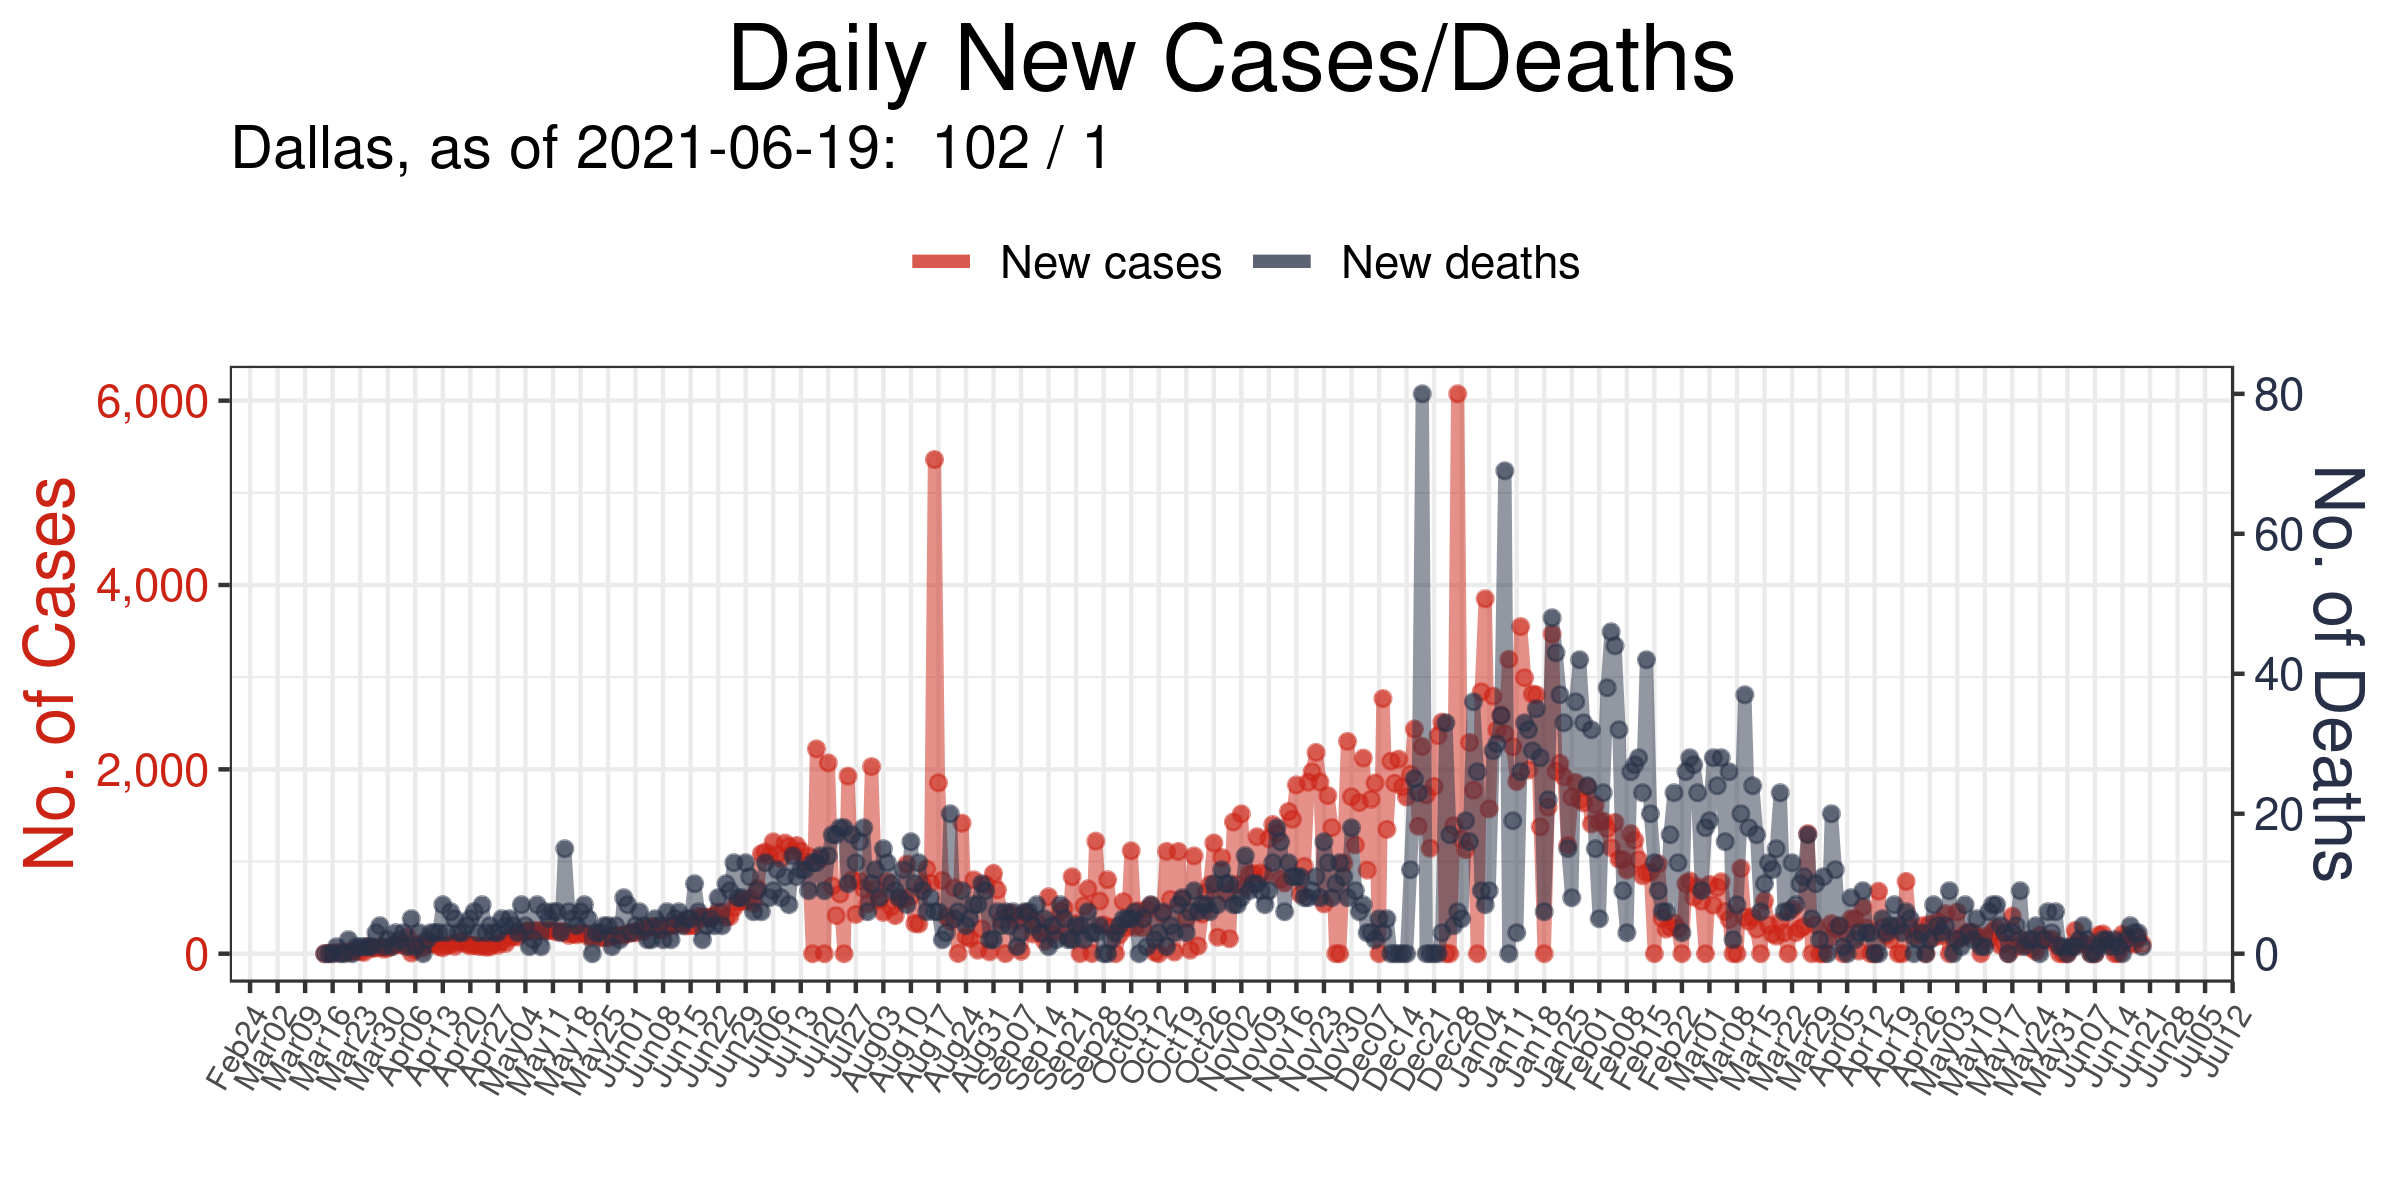 Daily New Cases/Deaths
Dallas, as of 2021-06-19:  102 / 1
New cases
New deaths
No. of Cases
6,000
4,000
2,000
0
80
60
40
20
0
No. of Deaths
Feb24
Mar02
Mar09
Mar16
Mar23
Mar30
Apr06
Apr13
Apr20
Apr27
May04
May11
May18
May25
Jun01
Jun08
Jun15
Jun22
Jun29
Jul06
Jul13
Jul20
Jul27
Aug03
Aug10
Aug17
Aug24
Aug31
Sep07
Sep14
Sep21
Sep28
Oct05
Oct12
Oct19
Oct26
Nov02
Nov09
Nov16
Nov23
Nov30
Dec07
Dec14
Dec21
Dec28
Jan04
Jan11
Jan18
Jan25
Feb01
Feb08
Feb15
Feb22
Mar01
Mar08
Mar15
Mar22
Mar29
Apr05
Apr12
Apr19
Apr26
May03
May10
May17
May24
May31
Jun07
Jun14
Jun21
Jun28
Jul05
Jul12